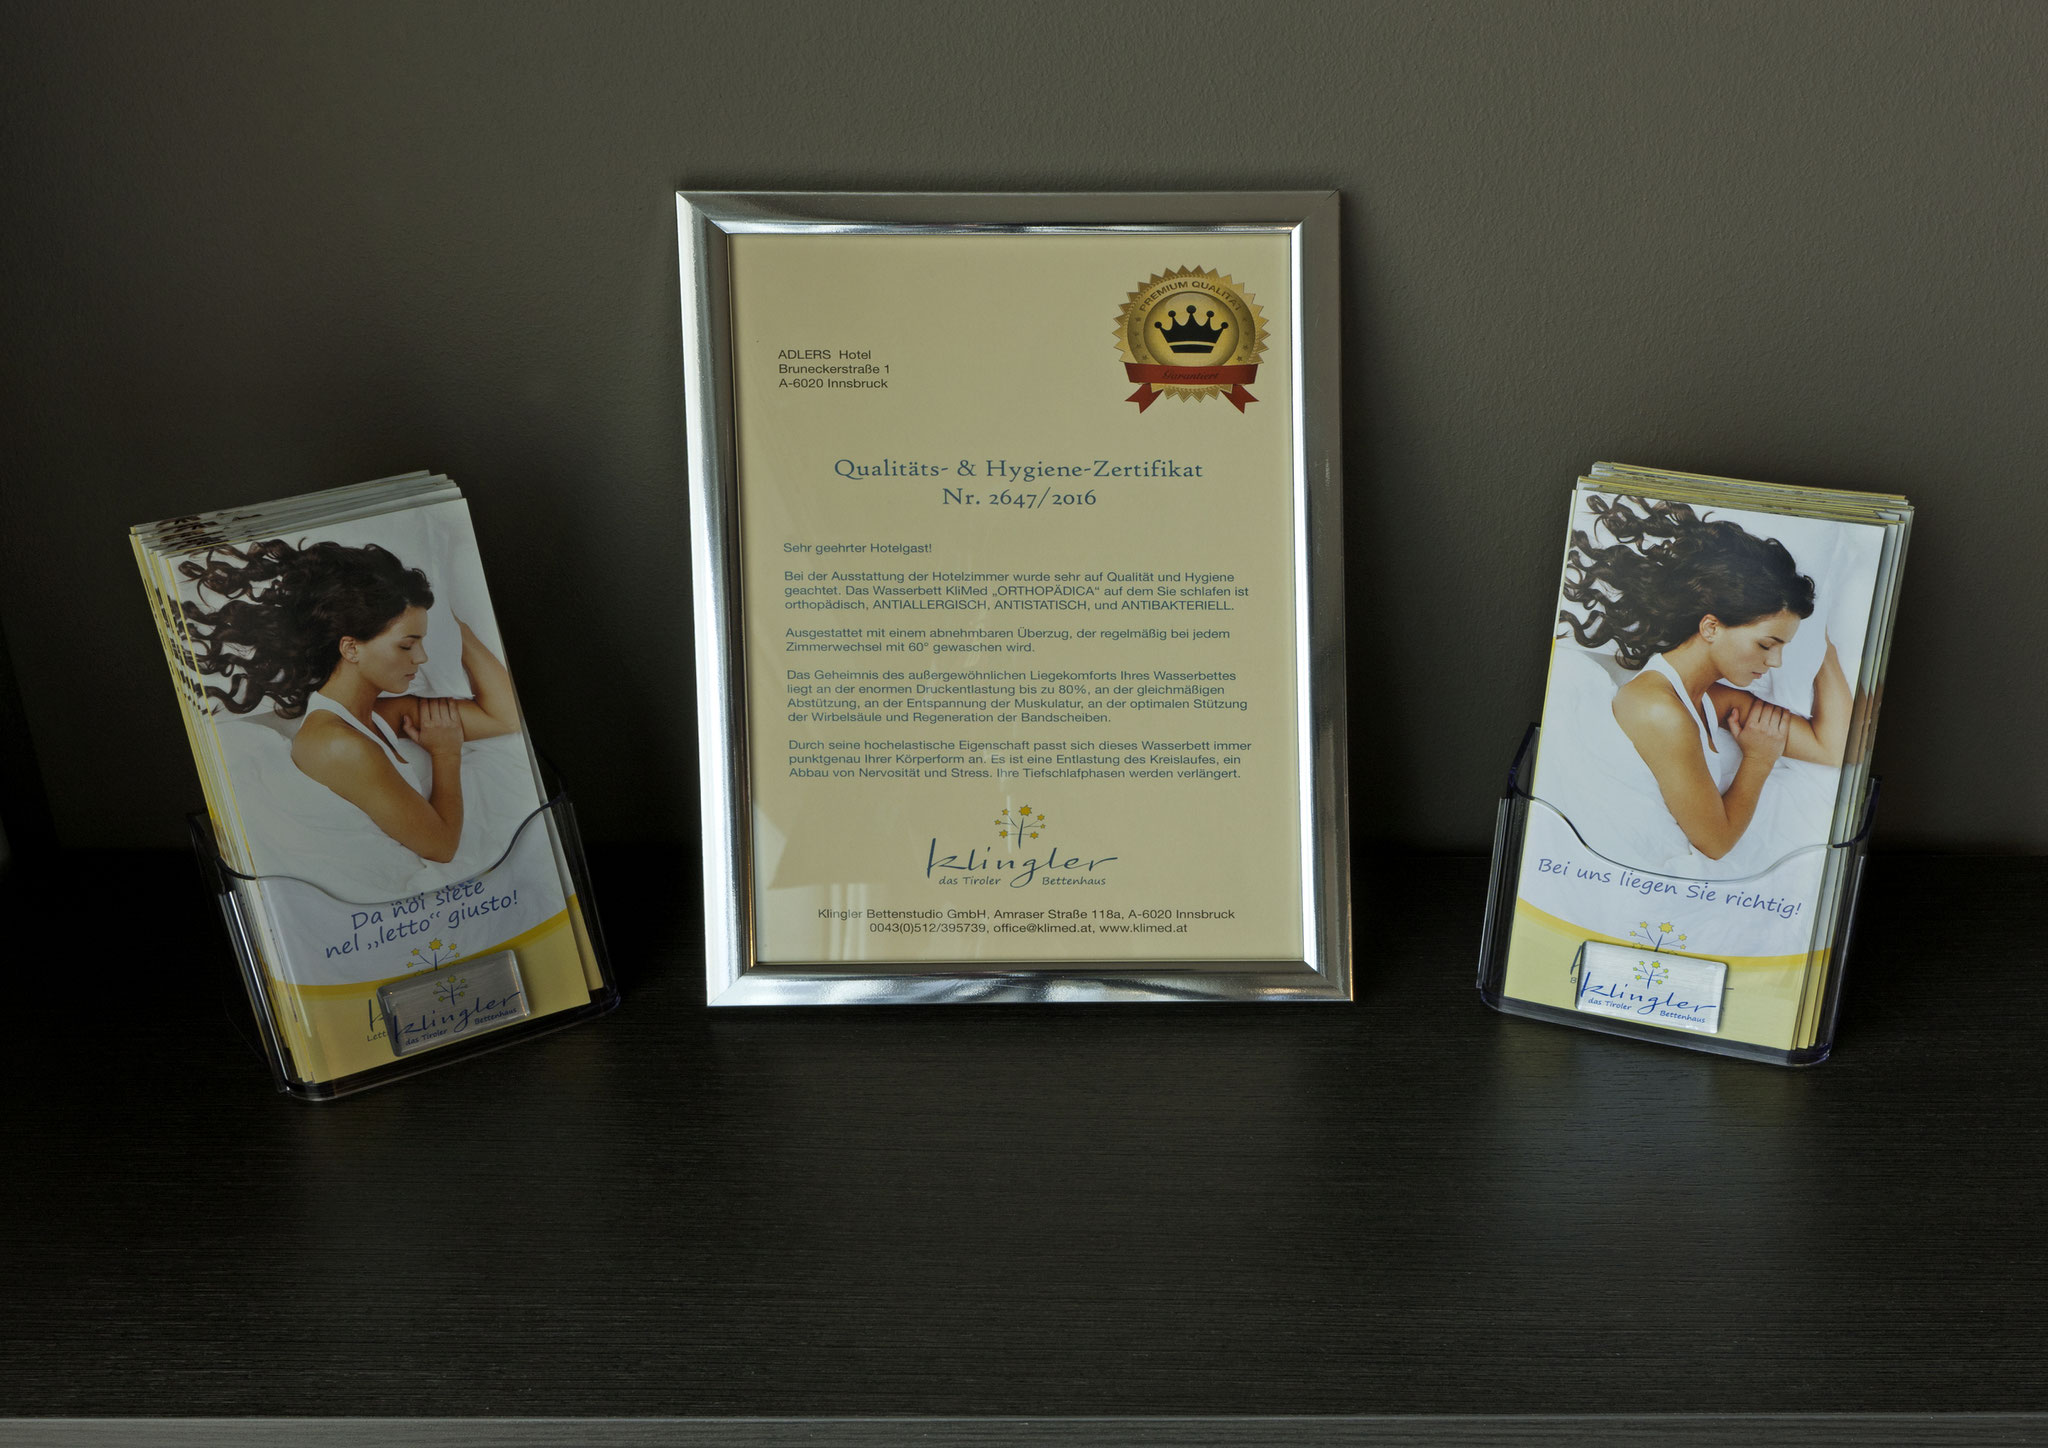 PREMIUM QUALITÄT
Garantiert
ADLERS Hotel
Bruneckerstraße 1
A-6020 Innsbruck
Qualitäts- & Hygiene-Zertifikat
Nr. 2647/2016
Sehr geehrter Hotelgast!
Bei der Ausstattung der Hotelzimmer wurde sehr auf Qualität und Hygiene
geachtet. Das Wasserbett KliMed „ORTHOPÄDICA“ auf dem Sie schlafen ist
orthopädisch, ANTIALLERGISCH, ANTISTATISCH, und ANTIBAKTERIELL.
Ausgestattet mit einem abnehmbaren Überzug, der regelmäßig bei jedem
Zimmerwechsel mit 60° gewaschen wird.
Das Geheimnis des außergewöhnlichen Liegekomforts Ihres Wasserbettes
liegt an der enormen Druckentlastung bis zu 80%, an der gleichmäßigen
Abstützung, an der Entspannung der Muskulatur, an der optimalen Stützung
der Wirbelsäule und Regeneration der Bandscheiben.
Durch seine hochelastische Eigenschaft passt sich dieses Wasserbett immer
punktgenau Ihrer Körperform an. Es ist eine Entlastung des Kreislaufes, ein
Abbau von Nervosität und Stress. Ihre Tiefschlafphasen werden verlängert.
Klingler
das Tiroler Bettenhaus
Klingler Bettenstudio GmbH, Amraser Straße 118a, A-6020 Innsbruck
0043(0)512/395739, office@klimed.at, www.klimed.at
Da noi siete
nel „letto“ giusto!
Klingler
das Tiroler Bettenhaus
Bei uns liegen Sie richtig!
Klingler
das Tiroler Bettenhaus